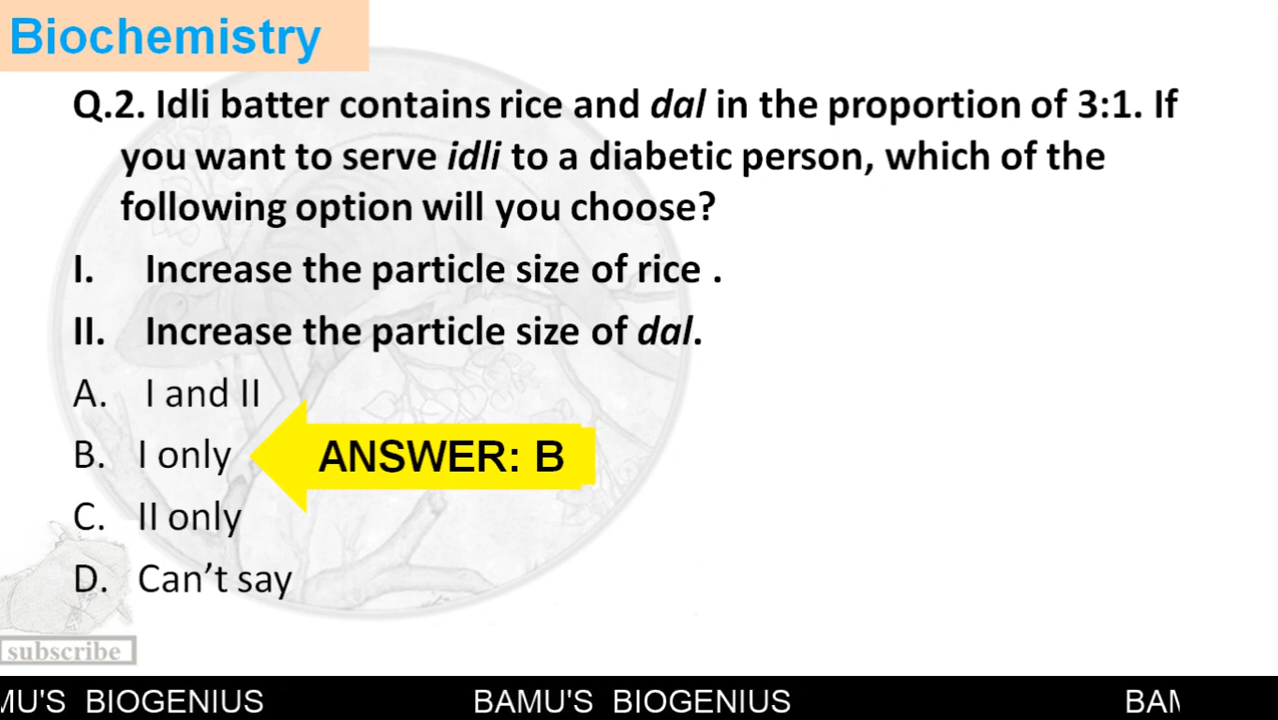 Biochemistry
Q.2. Idli batter contains rice and dal in the proportion of 3:1. If
you want to serve idli to a diabetic person, which of the
following option will you choose?
I. Increase the particle size of rice .
II. Increase the particle size of dal.
A. I and II
B. I only
ANSWER: B
C. II only
D. Can't say
subscribe
MU'S BIOGENIUS BAMU'S BIOGENIUS BAM